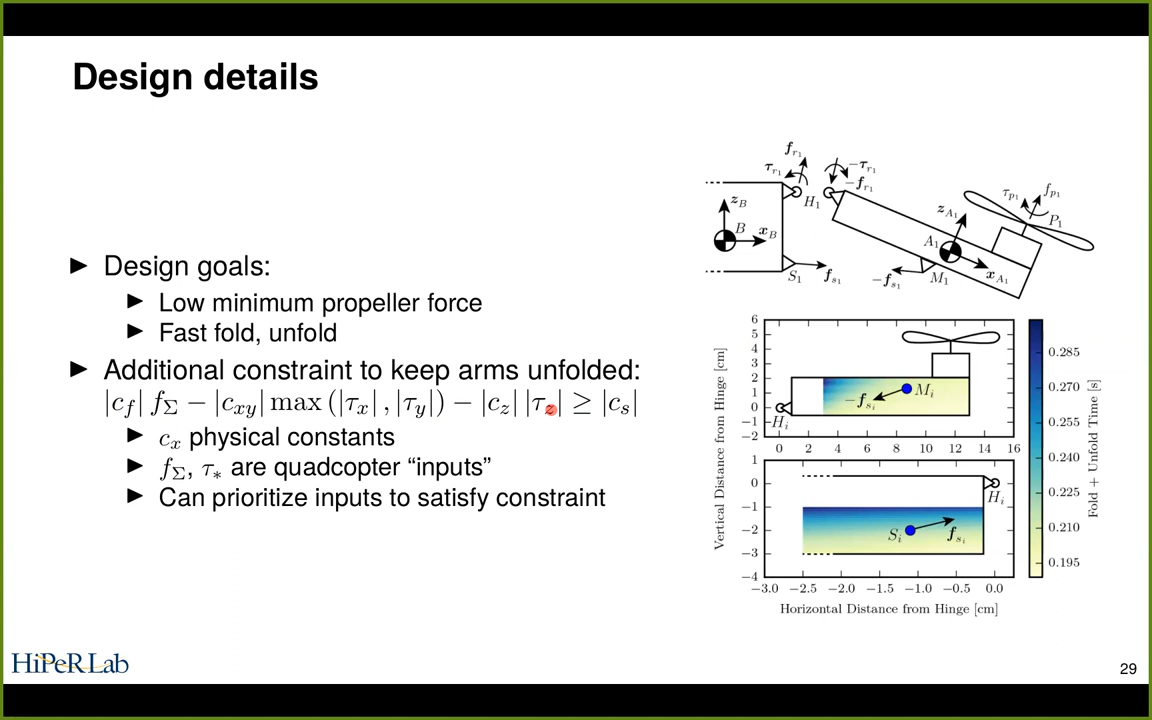 Design details
► Design goals:
► Low minimum propeller force
► Fast fold, unfold
► Additional constraint to keep arms unfolded:
|c_f| f_Σ − |c_xy| max (|τ_x| , |τ_y|) − |c_z| |τ_z| ≥ |c_s|
► c_x physical constants
► f_Σ, τ_* are quadcopter “inputs”
► Can prioritize inputs to satisfy constraint
f_r1
τ_r1
−τ_r1
−f_r1
H_1
z_B
B
x_B
S_1
f_s1
−f_s1
M_1
A_1
z_A1
x_A1
τ_p1
f_p1
P_1
6
5
4
3
2
1
0
−1
−2
−f_si
M_i
H_i
0 2 4 6 8 10 12 14 16
1
0
−1
−2
−3
−4
H_i
S_i
f_si
−3.0 −2.5 −2.0 −1.5 −1.0 −0.5 0.0
Horizontal Distance from Hinge [cm]
Vertical Distance from Hinge [cm]
0.285
0.270
0.255
0.240
0.225
0.210
0.195
Fold + Unfold Time [s]
HiPeRLab
29